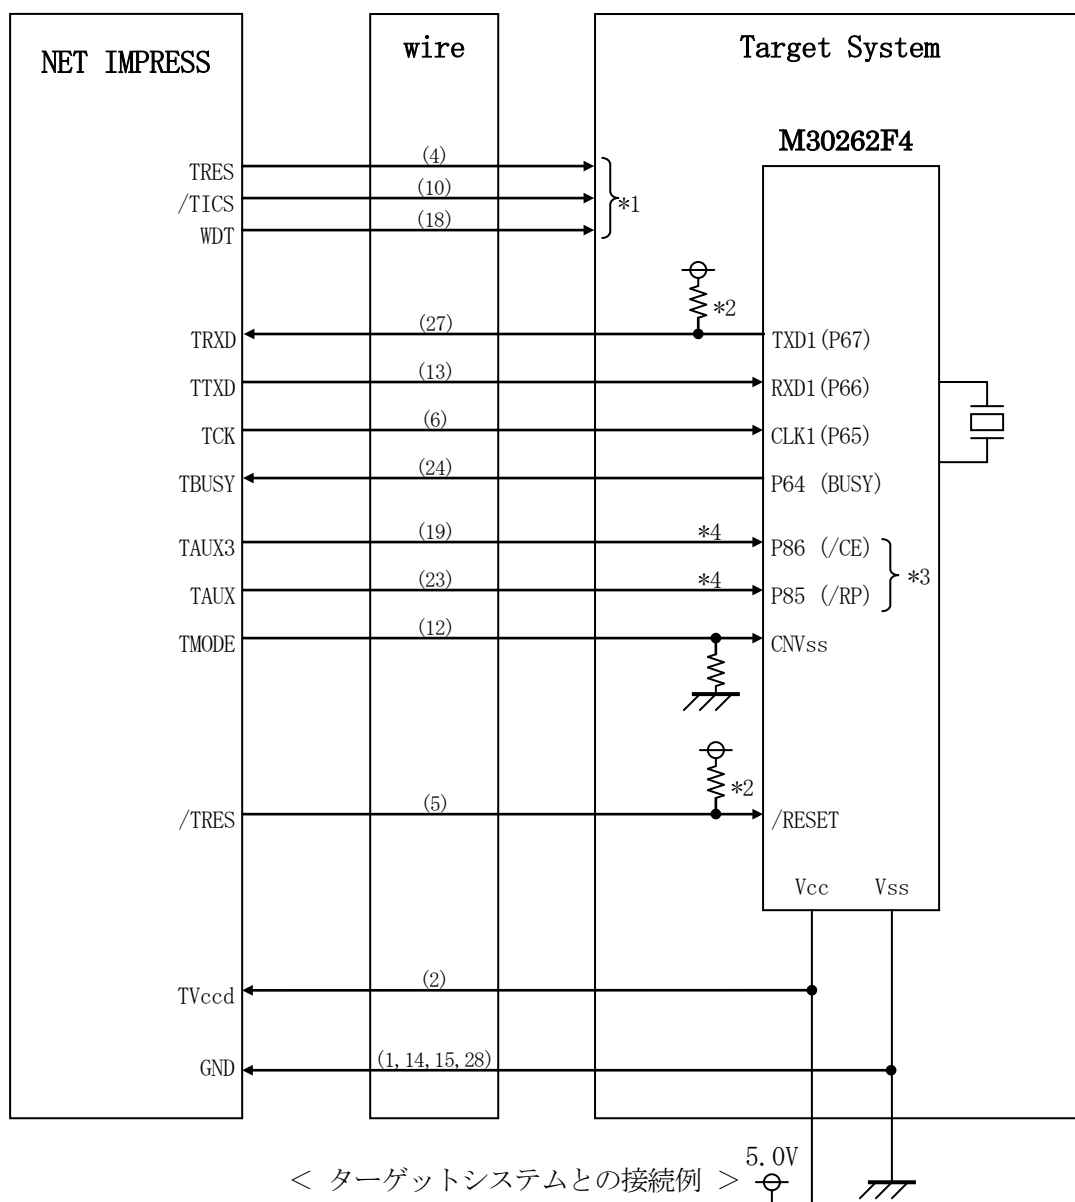 NET IMPRESS
wire
Target System
M30262F4
TRES
(4)
/TICS
(10)
*1
WDT
(18)
*2
TRXD
(27)
TXD1(P67)
TTXD
(13)
RXD1(P66)
TCK
(6)
CLK1(P65)
TBUSY
(24)
P64 (BUSY)
TAUX3
(19)
*4
P86 (/CE)
*3
TAUX
(23)
*4
P85 (/RP)
TMODE
(12)
CNVss
*2
/TRES
(5)
/RESET
Vcc
Vss
TVccd
(2)
GND
(1,14,15,28)
5.0V
< ターゲットシステムとの接続例 >